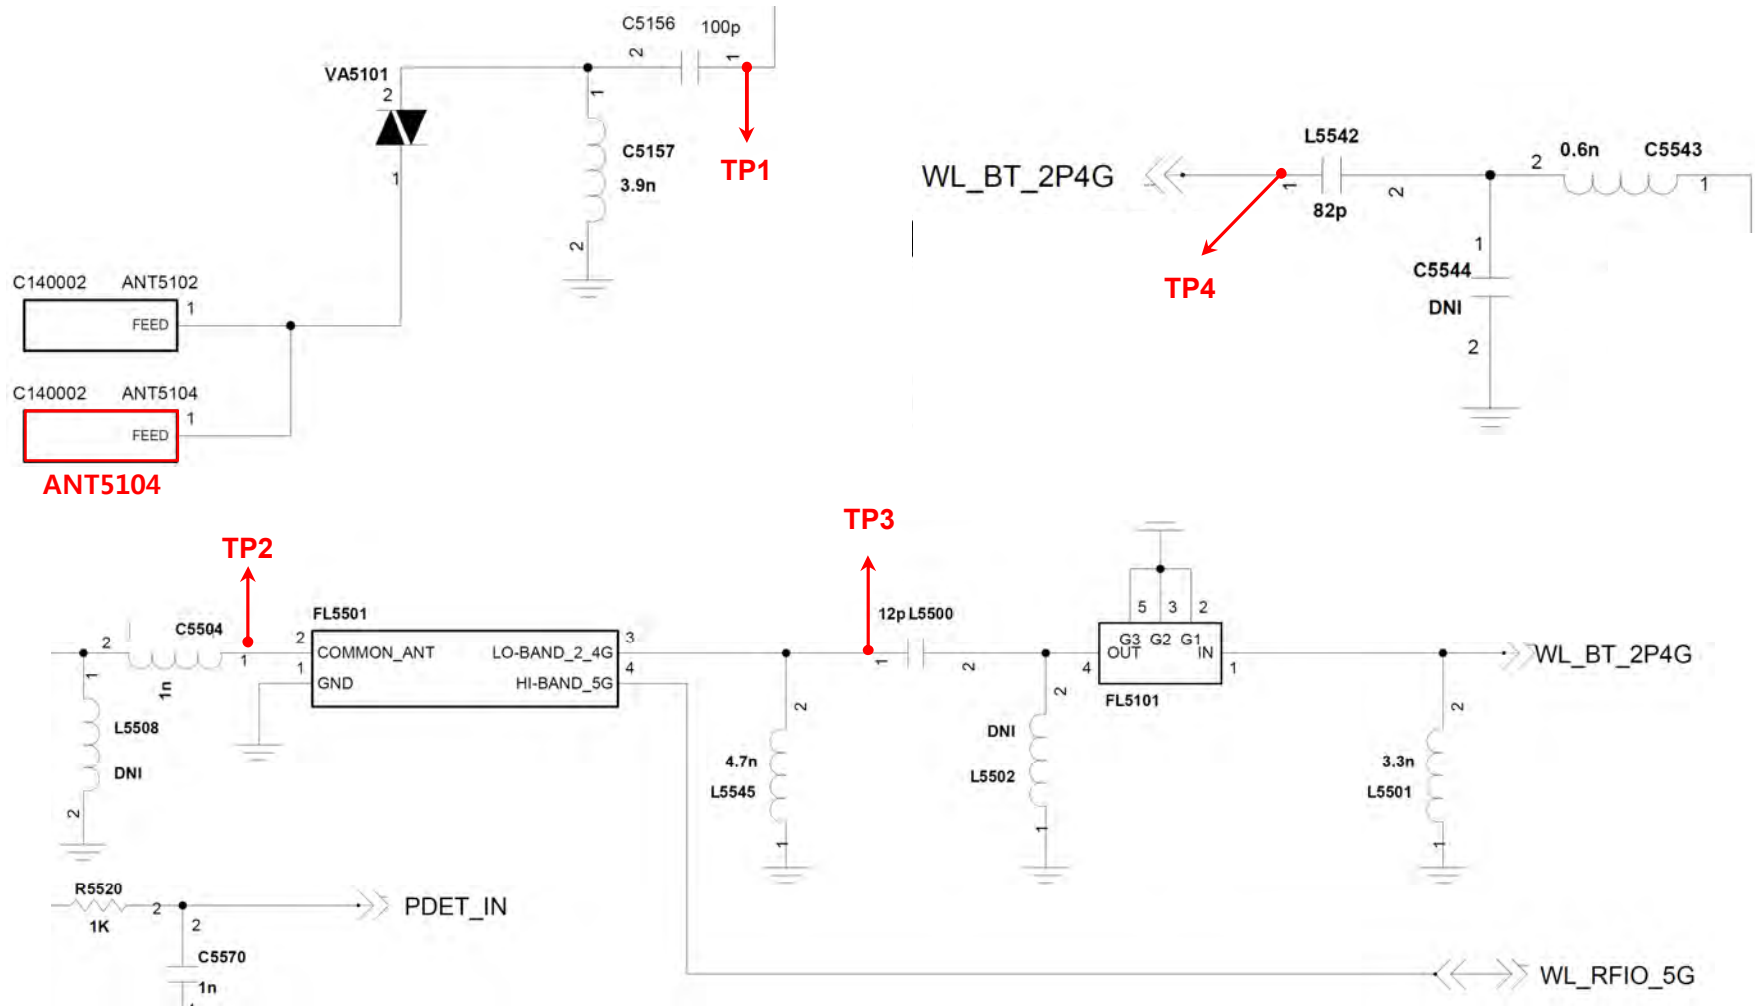 C5156 100p
2 1
VA5101
2
1
C5157
3.9n
1
2
TP1
C140002 ANT5102
FEED 1
C140002 ANT5104
FEED 1
ANT5104
WL_BT_2P4G
L5542
1 2
82p
TP4
0.6n C5543
2 1
1
C5544
DNI
2
TP2
C5504
2 1
1n
1
L5508
DNI
2
FL5501
2 COMMON_ANT LO-BAND_2_4G 3
1 GND HI-BAND_5G 4
TP3
12p L5500
1 2
2
4.7n
L5545
1
2
DNI
L5502
1
5 3 2
G3 G2 G1
4 OUT IN 1
FL5101
WL_BT_2P4G
2
3.3n
L5501
1
R5520
1K
2
2
PDET_IN
C5570
1n
WL_RFIO_5G